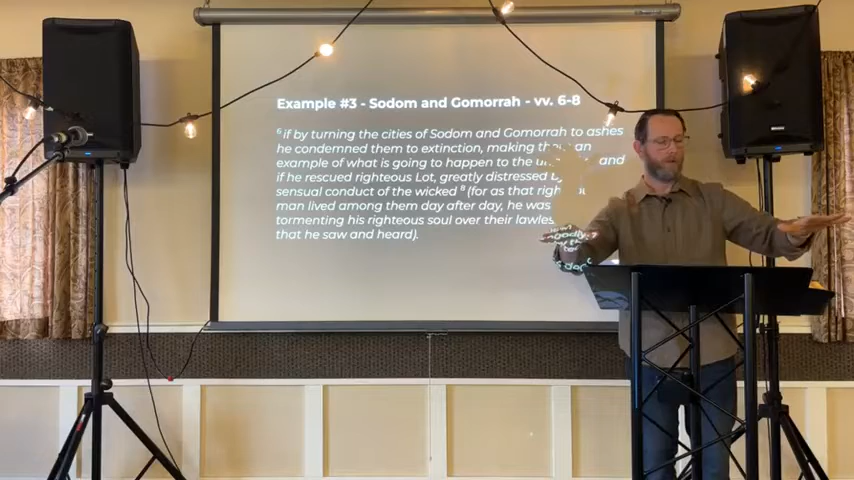 Example #3 - Sodom and Gomorrah - vv. 6-8
6 if by turning the cities of Sodom and Gomorrah to ashes
he condemned them to extinction, making an
example of what is going to happen to the and
if he rescued righteous Lot, greatly distressed
sensual conduct of the wicked 8 (for as that
man lived among them day after day, he was
tormenting his righteous soul over their
that he saw and heard).